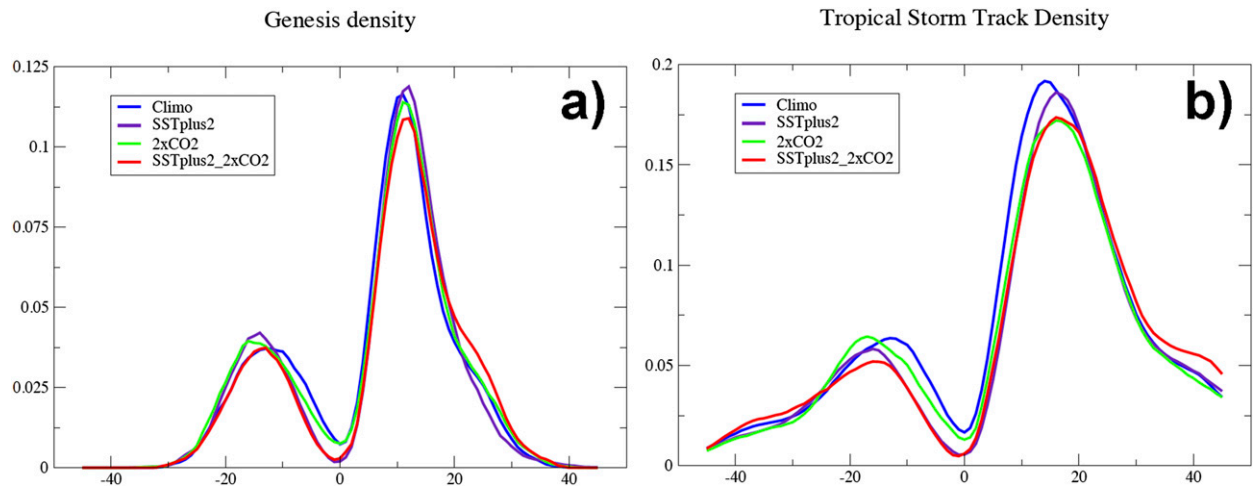 Genesis density
a)
Climo
SSTplus2
2xCO2
SSTplus2_2xCO2
0.125
0.1
0.075
0.05
0.025
0
-40
-20
0
20
40
Tropical Storm Track Density
b)
Climo
SSTplus2
2xCO2
SSTplus2_2xCO2
0.2
0.15
0.1
0.05
0
-40
-20
0
20
40